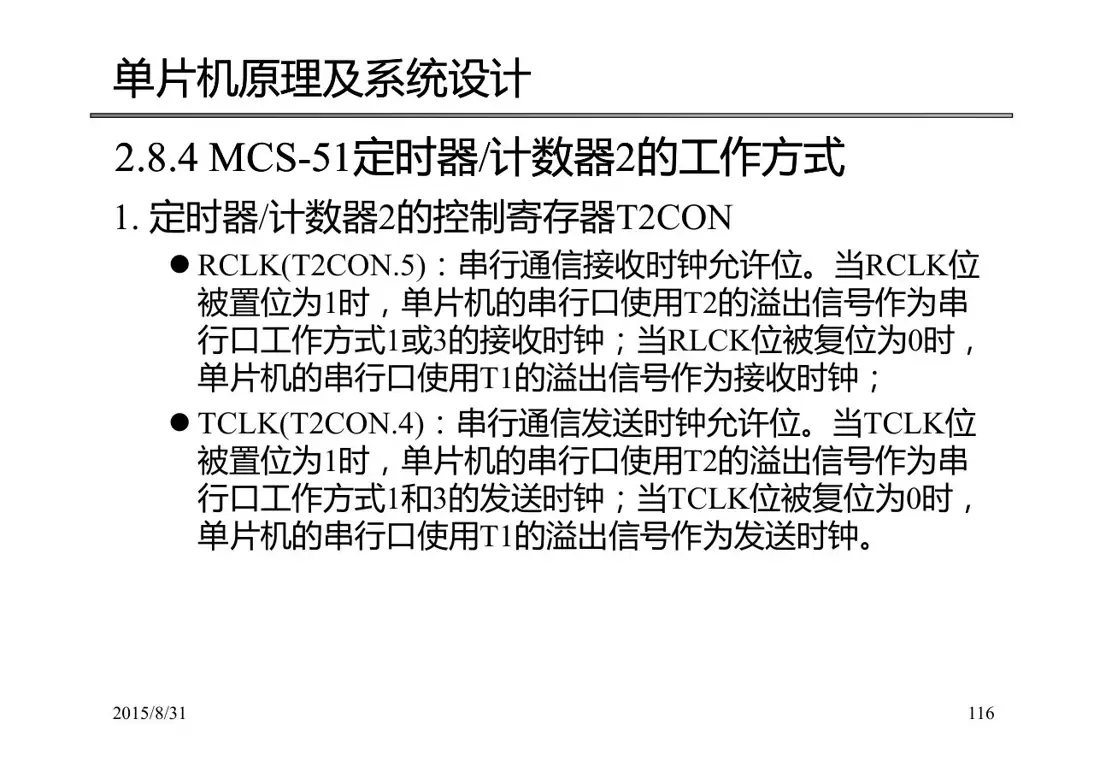 单片机原理及系统设计
2.8.4 MCS-51定时器/计数器2的工作方式
1. 定时器/计数器2的控制寄存器T2CON
● RCLK(T2CON.5)：串行通信接收时钟允许位。当RCLK位
被置位为1时，单片机的串行口使用T2的溢出信号作为串
行口工作方式1或3的接收时钟；当RLCK位被复位为0时，
单片机的串行口使用T1的溢出信号作为接收时钟；
● TCLK(T2CON.4)：串行通信发送时钟允许位。当TCLK位
被置位为1时，单片机的串行口使用T2的溢出信号作为串
行口工作方式1和3的发送时钟；当TCLK位被复位为0时，
单片机的串行口使用T1的溢出信号作为发送时钟。
2015/8/31
116